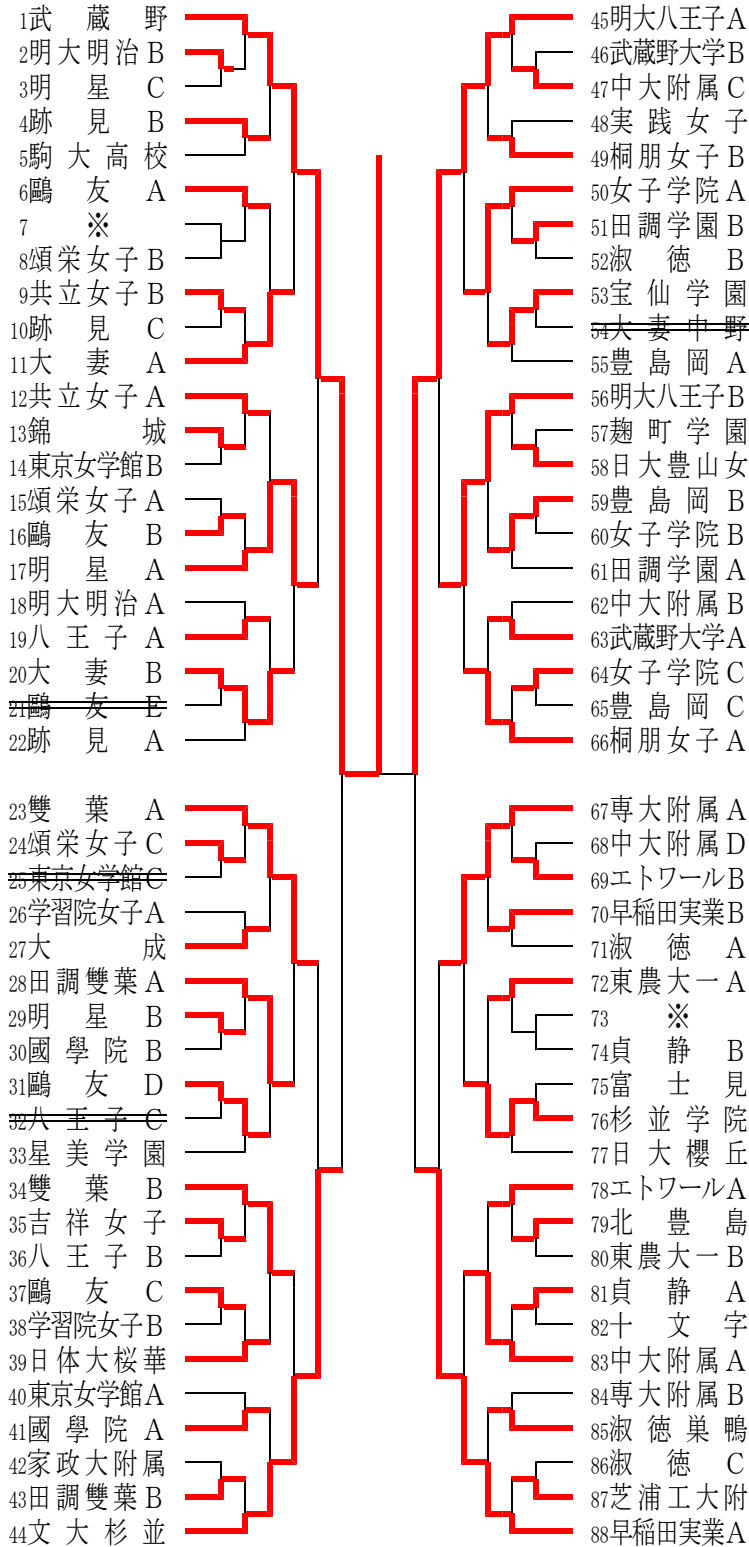 1武蔵野
2明大明治B
3明星C
4跡見B
5駒大高校
6鷗友A
7※
8頌栄女子B
9共立女子B
10跡見C
11大妻A
12共立女子A
13錦城
14東京女学館B
15頌栄女子A
16鷗友B
17明星A
18明大明治A
19八王子A
20大妻B
21鷗友E
22跡見A
23雙葉A
24頌栄女子C
25東京女学館C
26学習院女子A
27大成
28田調雙葉A
29明星B
30國學院B
31鷗友D
32八王子C
33星美学園
34雙葉B
35吉祥女子
36八王子B
37鷗友C
38学習院女子B
39日体大桜華
40東京女学館A
41國學院A
42家政大附属
43田調雙葉B
44文大杉並
45明大八王子A
46武蔵野大学B
47中大附属C
48実践女子
49桐朋女子B
50女子学院A
51田調学園B
52淑徳B
53宝仙学園
54大妻中野
55豊島岡A
56明大八王子B
57麹町学園
58日大豊山女
59豊島岡B
60女子学院B
61田調学園A
62中大附属B
63武蔵野大学A
64女子学院C
65豊島岡C
66桐朋女子A
67専大附属A
68中大附属D
69エトワールB
70早稲田実業B
71淑徳A
72東農大一A
73※
74貞静B
75富士見
76杉並学院
77日大櫻丘
78エトワールA
79北豊島
80東農大一B
81貞静A
82十文字
83中大附属A
84専大附属B
85淑徳巣鴨
86淑徳C
87芝浦工大附
88早稲田実業A